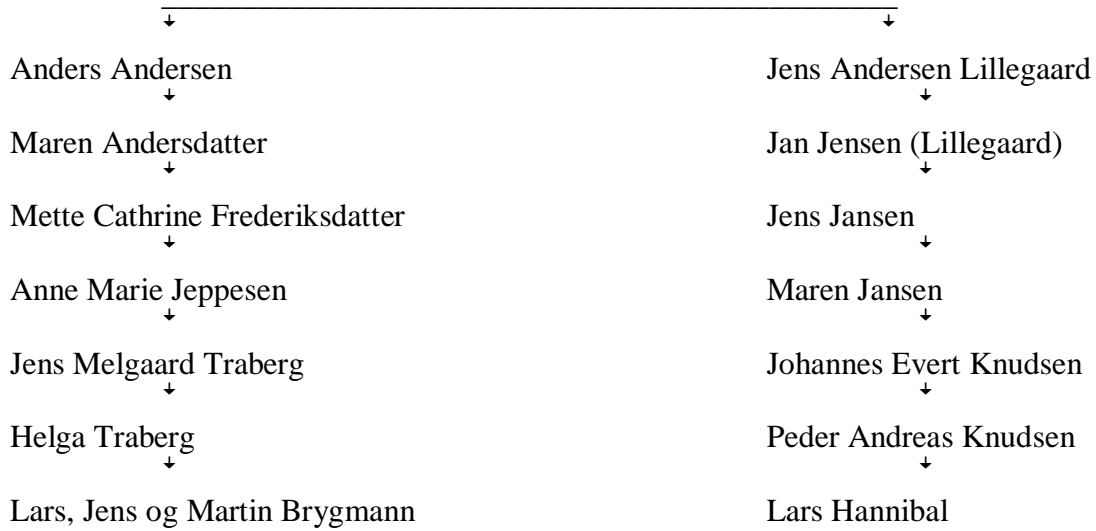 Anders Andersen Jens Andersen Lillegaard
Maren Andersdatter Jan Jensen (Lillegaard)
Mette Cathrine Frederiksdatter Jens Jansen
Anne Marie Jeppesen Maren Jansen
Jens Melgaard Traberg Johannes Evert Knudsen
Helga Traberg Peder Andreas Knudsen
Lars, Jens og Martin Brygmann Lars Hannibal